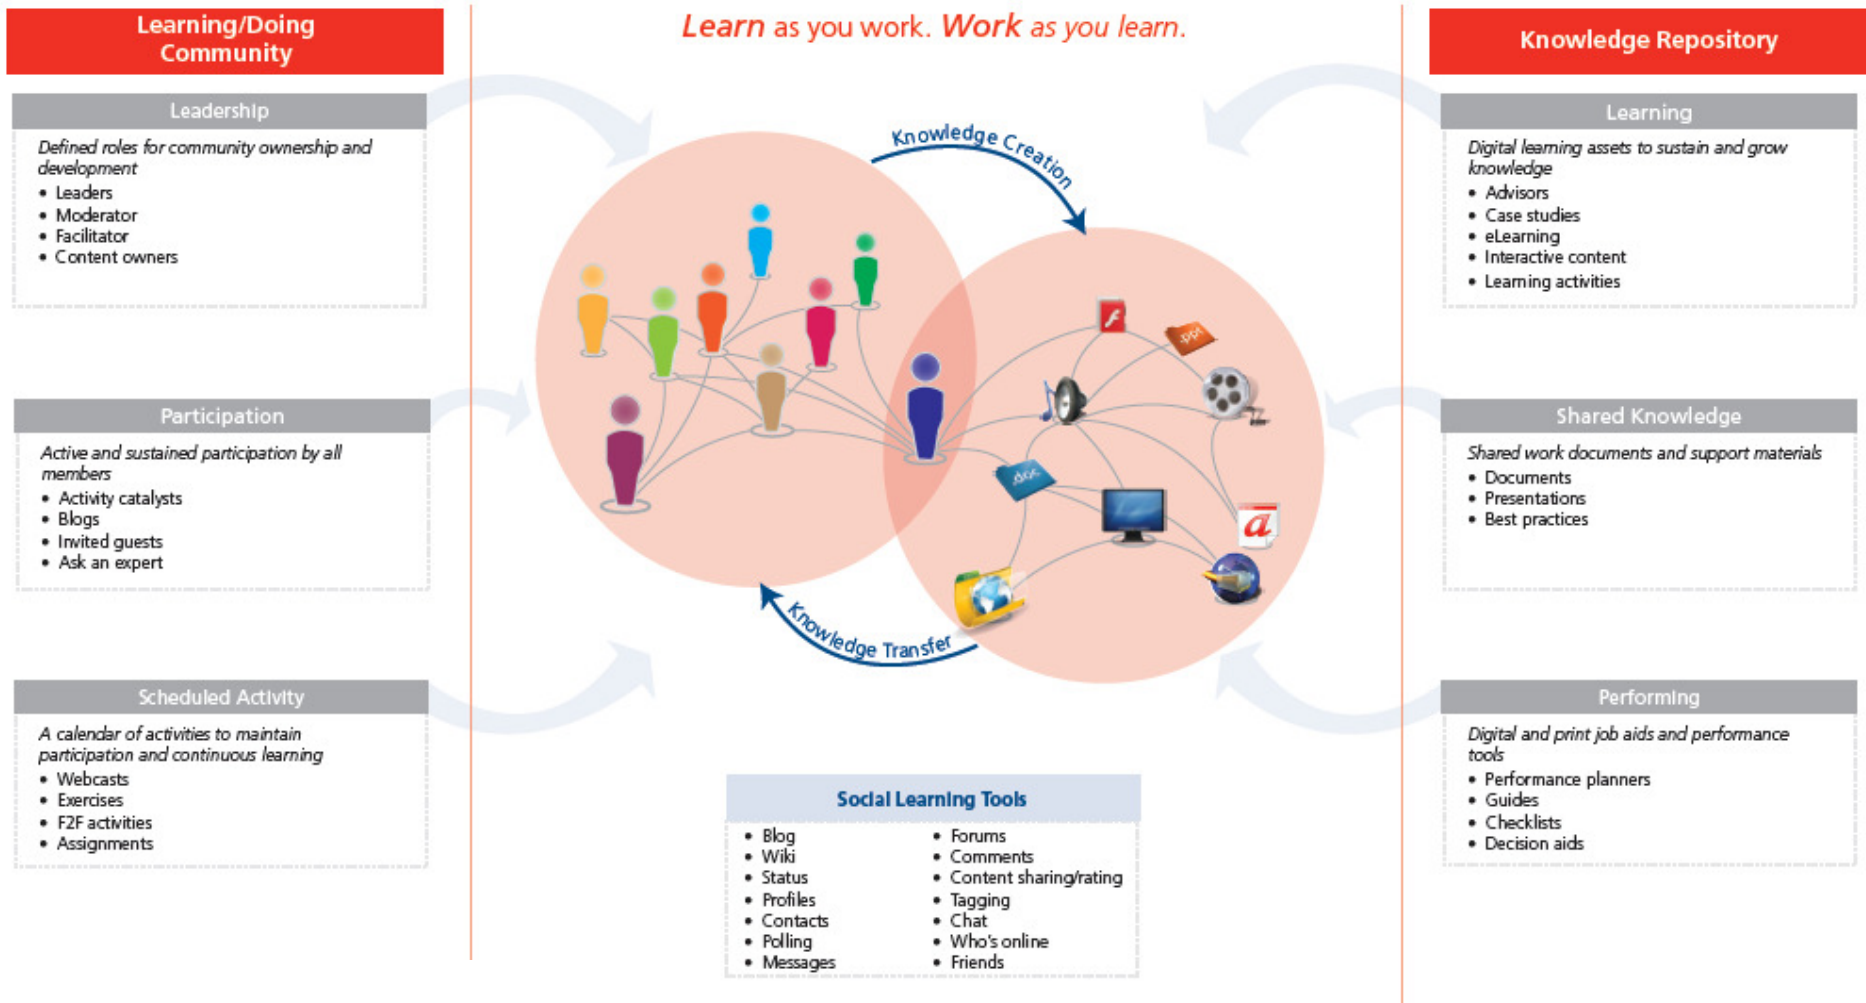 Learning/Doing
Community
Leadership
Defined roles for community ownership and
development
• Leaders
• Moderator
• Facilitator
• Content owners
Participation
Active and sustained participation by all
members
• Activity catalysts
• Blogs
• Invited guests
• Ask an expert
Scheduled Activity
A calendar of activities to maintain
participation and continuous learning
• Webcasts
• Exercises
• F2F activities
• Assignments
Learn as you work. Work as you learn.
Knowledge Creation
.ppt
.doc
a
Knowledge Transfer
Social Learning Tools
• Blog
• Wiki
• Status
• Profiles
• Contacts
• Polling
• Messages
• Forums
• Comments
• Content sharing/rating
• Tagging
• Chat
• Who's online
• Friends
Knowledge Repository
Learning
Digital learning assets to sustain and grow
knowledge
• Advisors
• Case studies
• eLearning
• Interactive content
• Learning activities
Shared Knowledge
Shared work documents and support materials
• Documents
• Presentations
• Best practices
Performing
Digital and print job aids and performance
tools
• Performance planners
• Guides
• Checklists
• Decision aids